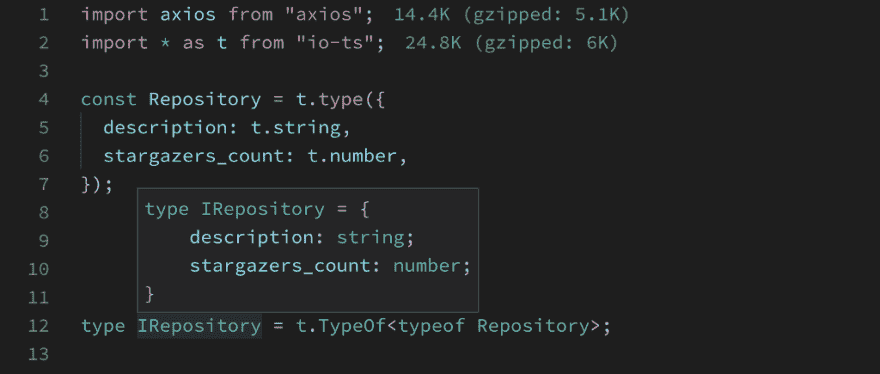 1 import axios from "axios"; 14.4K (gzipped: 5.1K)
2 import * as t from "io-ts"; 24.8K (gzipped: 6K)
3
4 const Repository = t.type({
5 description: t.string,
6 stargazers_count: t.number,
7 });
8 type IRepository = {
9 description: string;
10 stargazers_count: number;
11 }
12 type IRepository = t.TypeOf<typeof Repository>;
13